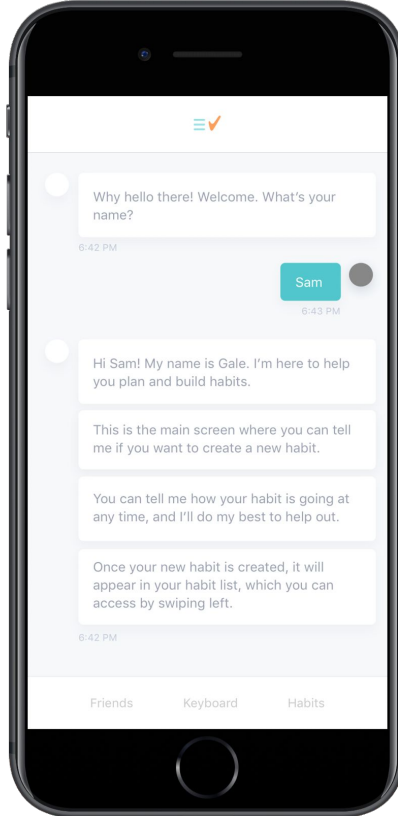 Why hello there! Welcome. What's your
name?
6:42 PM
Sam
6:43 PM
Hi Sam! My name is Gale. I'm here to help
you plan and build habits.
This is the main screen where you can tell
me if you want to create a new habit.
You can tell me how your habit is going at
any time, and I'll do my best to help out.
Once your new habit is created, it will
appear in your habit list, which you can
access by swiping left.
6:42 PM
Friends Keyboard Habits